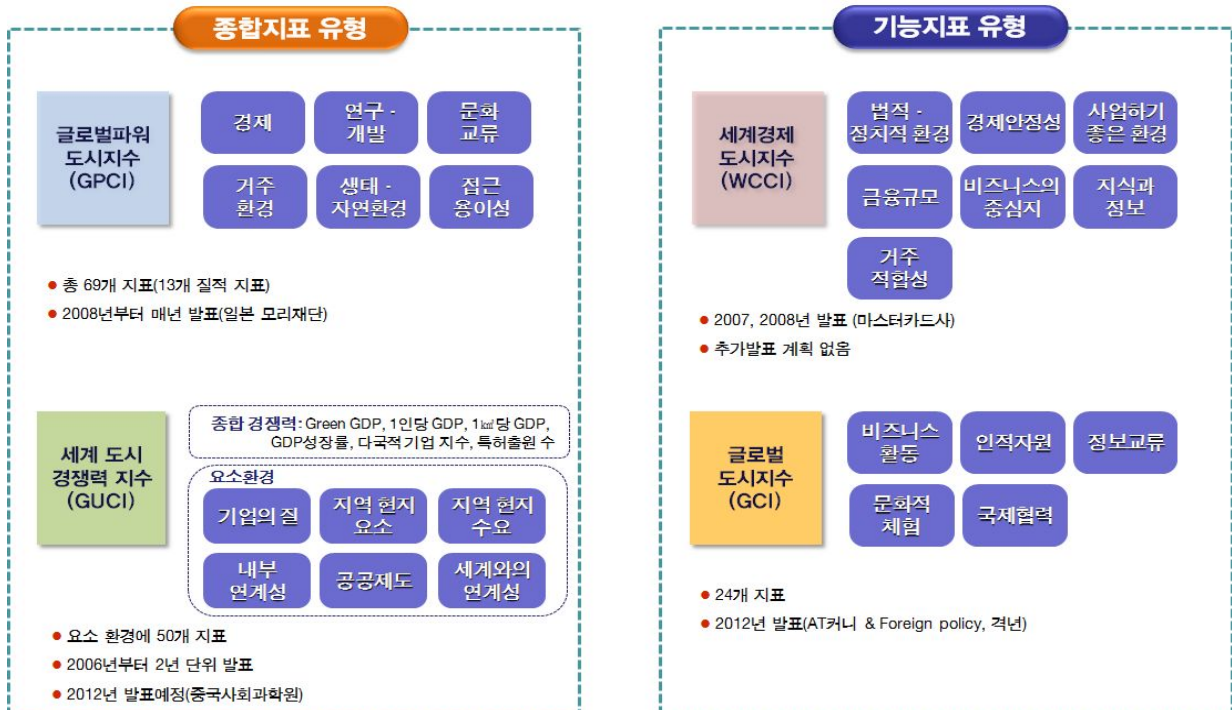 종합지표 유형
글로벌파워
도시지수
(GPCI)
경제
연구 -
개발
문화
교류
거주
환경
생태 -
자연환경
접근
용이성
● 총 69개 지표(13개 질적 지표)
● 2008년부터 매년 발표(일본 모리재단)
세계 도시
경쟁력 지수
(GUCI)
종합 경쟁력: Green GDP, 1인당 GDP, 1㎢당 GDP,
GDP성장률, 다국적기업 지수, 특허출원 수
요소환경
기업의 질
지역 현지
요소
지역 현지
수요
내부
연계성
공공제도
세계와의
연계성
● 요소 환경에 50개 지표
● 2006년부터 2년 단위 발표
● 2012년 발표예정(중국사회과학원)
기능지표 유형
세계경제
도시지수
(WCCI)
법적 -
정치적 환경
경제안정성
사업하기
좋은 환경
금융규모
비즈니스의
중심지
지식과
정보
거주
적합성
● 2007, 2008년 발표 (마스터카드사)
● 추가발표 계획 없음
글로벌
도시지수
(GCI)
비즈니스
활동
인적자원
정보교류
문화적
체험
국제협력
● 24개 지표
● 2012년 발표(AT커니 & Foreign policy, 격년)